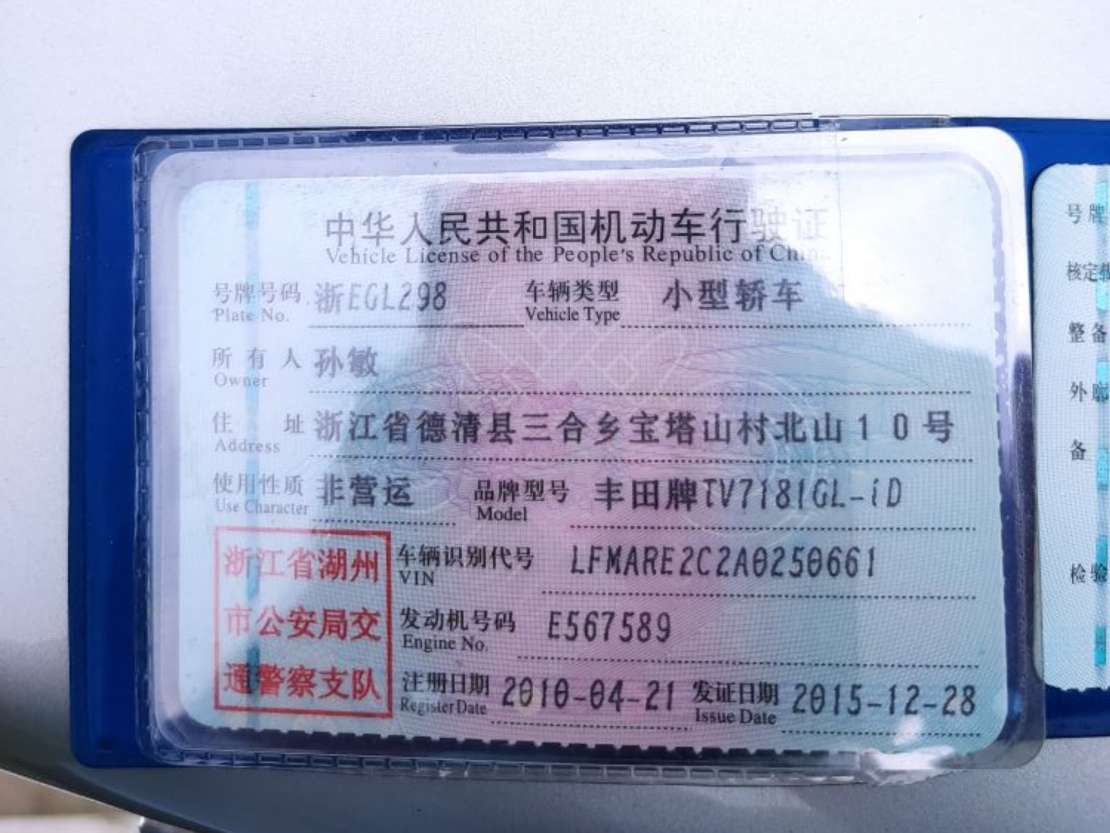 中华人民共和国机动车行驶证
Vehicle License of the People's Republic of China
号牌号码 浙EGL298 车辆类型 小型轿车
Plate No. Vehicle Type
所有人 孙敏
Owner
住址 浙江省德清县三合乡宝塔山村北山10号
Address
使用性质 非营运 品牌型号 丰田牌TV7181GL-iD
Use Character Model
浙江省湖州
市公安局交
通警察支队
车辆识别代号 LFMARE2C2A0250661
VIN
发动机号码 E567589
Engine No.
注册日期 2010-04-21 发证日期 2015-12-28
Register Date Issue Date
号牌
核定
整备
外廓
备
检验